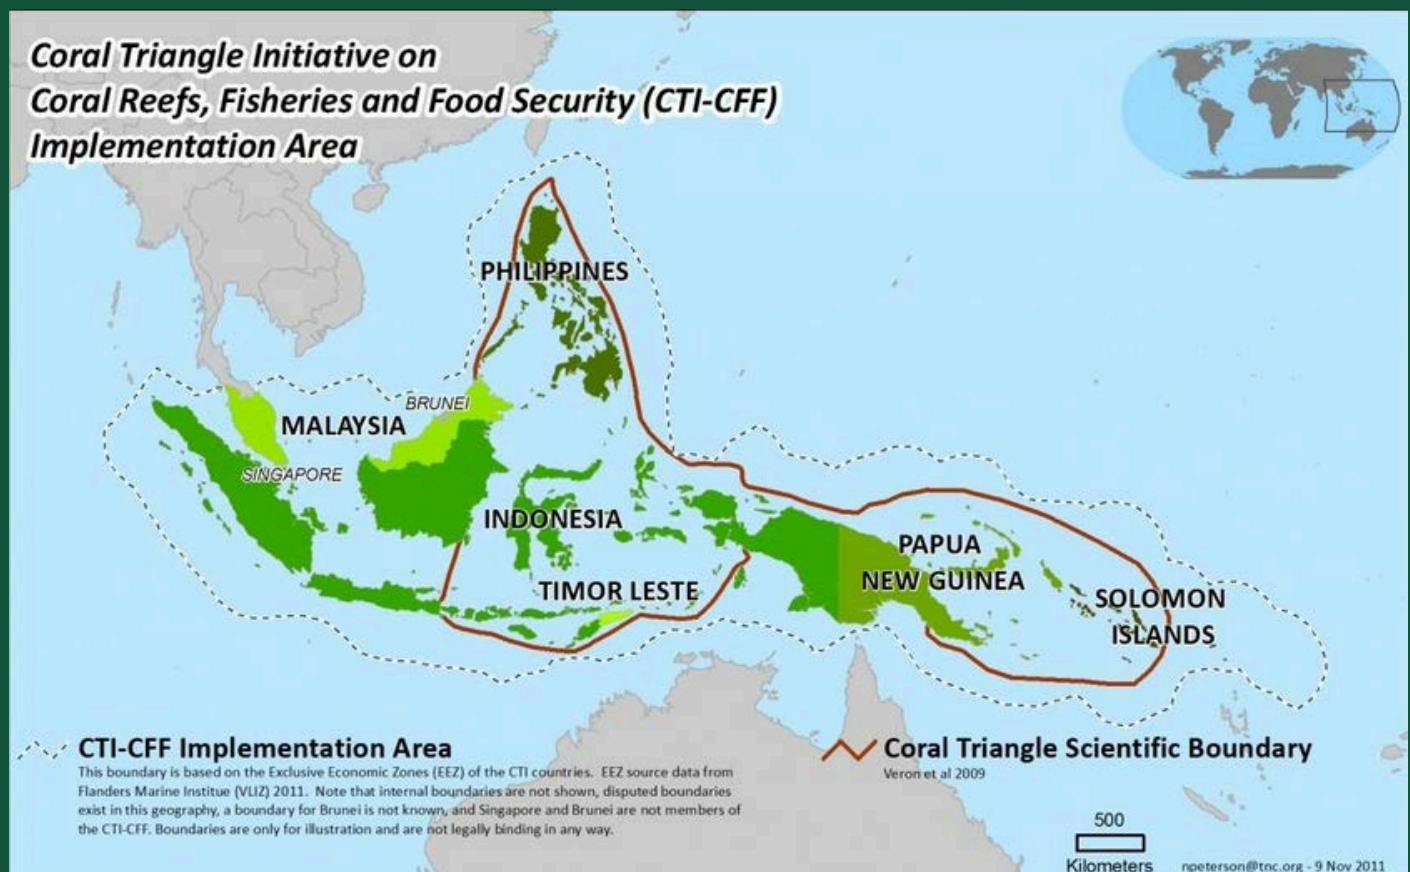 Coral Triangle Initiative on
Coral Reefs, Fisheries and Food Security (CTI-CFF)
Implementation Area
PHILIPPINES
BRUNEI
MALAYSIA
SINGAPORE
INDONESIA
PAPUA
NEW GUINEA
TIMOR LESTE
SOLOMON
ISLANDS
CTI-CFF Implementation Area
This boundary is based on the Exclusive Economic Zones (EEZ) of the CTI countries. EEZ source data from
Flanders Marine Institue (VLIZ) 2011. Note that internal boundaries are not shown, disputed boundaries
exist in this geography, a boundary for Brunei is not known, and Singapore and Brunei are not members of
the CTI-CFF. Boundaries are only for illustration and are not legally binding in any way.
Coral Triangle Scientific Boundary
Veron et al 2009
500
Kilometers
npeterson@tnc.org - 9 Nov 2011